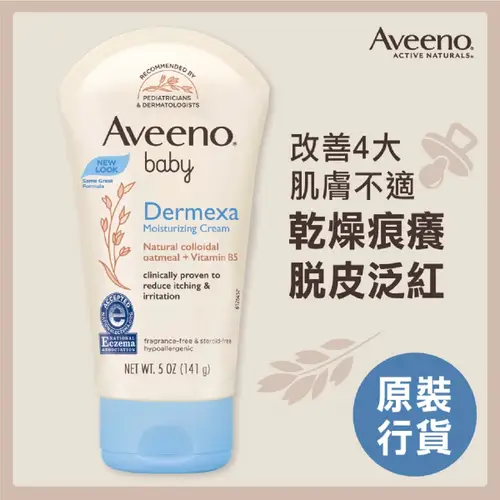 Aveeno®
ACTIVE NATURALS®
改善4大
肌膚不適
乾燥痕癢
脫皮泛紅
原裝
行貨
RECOMMENDED BY
PEDIATRICIANS
& DERMATOLOGISTS
Aveeno®
baby
NEW
LOOK
Same Great
Formula
Dermexa
Moisturizing Cream
Natural colloidal
oatmeal + Vitamin B5
clinically proven to
reduce itching &
irritation
ACCEPTED
e
NATIONAL
Eczema
ASSOCIATION
fragrance-free & steroid-free
hypoallergenic
NET WT. 5 OZ (141 g)